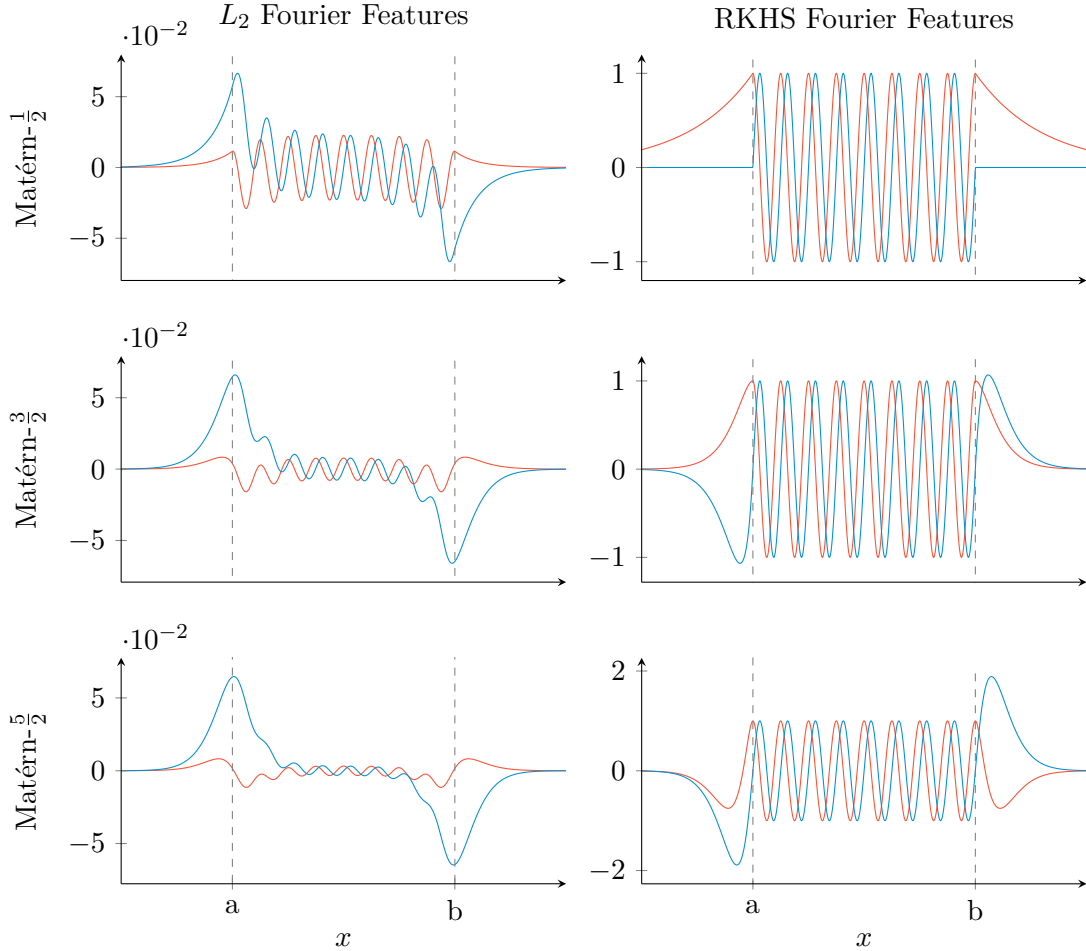 L₂ Fourier Features
RKHS Fourier Features
·10⁻²
Matérn-1/2
5
0
−5
1
0
−1
·10⁻²
Matérn-3/2
5
0
−5
1
0
−1
·10⁻²
Matérn-5/2
5
0
−5
2
0
−2
a
b
x
a
b
x